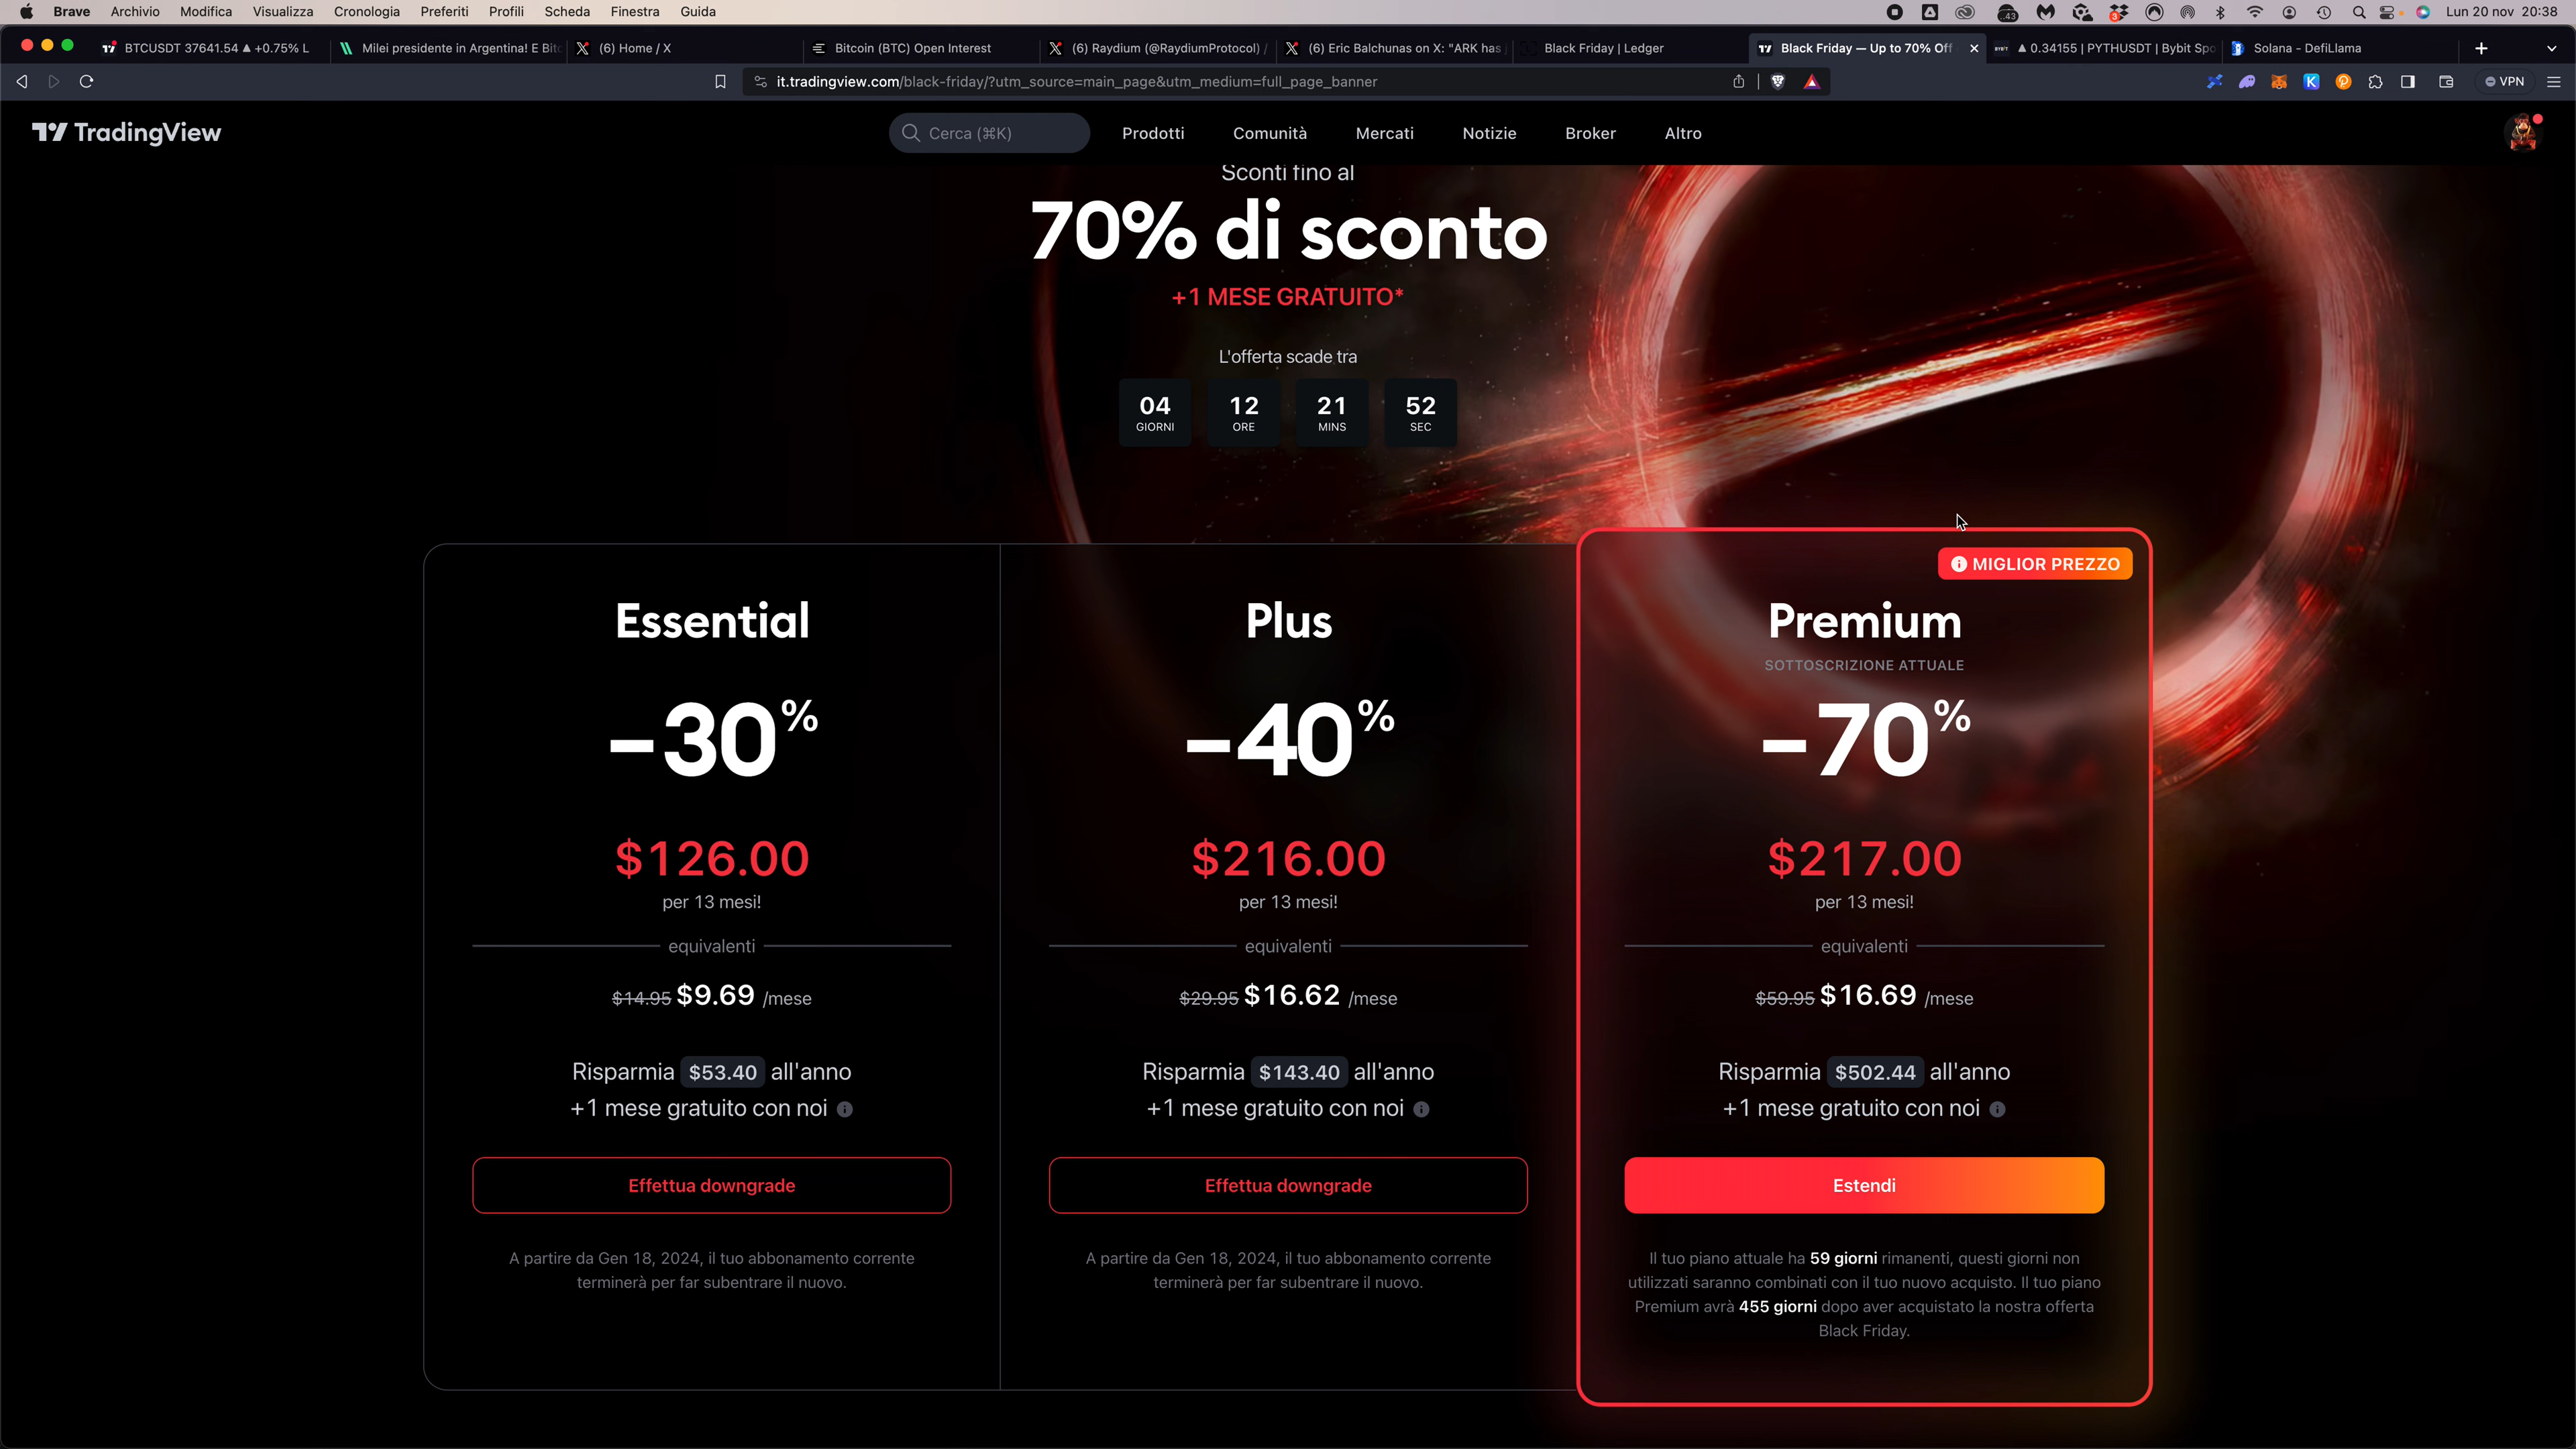 Brave Archivio Modifica Visualizza Cronologia Preferiti Profili Scheda Finestra Guida
.43
3
Lun 20 nov 20:38
BTCUSDT 37641.54 ▲ +0.75% L
Milei presidente in Argentina! E Bitc
(6) Home / X
Bitcoin (BTC) Open Interest
(6) Raydium (@RaydiumProtocol) /
(6) Eric Balchunas on X: "ARK has j
Black Friday | Ledger
Black Friday — Up to 70% Off
▲ 0.34155 | PYTHUSDT | Bybit Spo
Solana - DefiLlama
it.tradingview.com/black-friday/?utm_source=main_page&utm_medium=full_page_banner
VPN
TradingView
Cerca (⌘K)
Prodotti Comunità Mercati Notizie Broker Altro
Sconti fino al
70% di sconto
+1 MESE GRATUITO*
L'offerta scade tra
04 12 21 52
GIORNI ORE MINS SEC
MIGLIOR PREZZO
Essential
-30%
$126.00
per 13 mesi!
equivalenti
$14.95 $9.69 /mese
Risparmia $53.40 all'anno
+1 mese gratuito con noi
Effettua downgrade
A partire da Gen 18, 2024, il tuo abbonamento corrente
terminerà per far subentrare il nuovo.
Plus
-40%
$216.00
per 13 mesi!
equivalenti
$29.95 $16.62 /mese
Risparmia $143.40 all'anno
+1 mese gratuito con noi
Effettua downgrade
A partire da Gen 18, 2024, il tuo abbonamento corrente
terminerà per far subentrare il nuovo.
Premium
SOTTOSCRIZIONE ATTUALE
-70%
$217.00
per 13 mesi!
equivalenti
$59.95 $16.69 /mese
Risparmia $502.44 all'anno
+1 mese gratuito con noi
Estendi
Il tuo piano attuale ha 59 giorni rimanenti, questi giorni non
utilizzati saranno combinati con il tuo nuovo acquisto. Il tuo piano
Premium avrà 455 giorni dopo aver acquistato la nostra offerta
Black Friday.